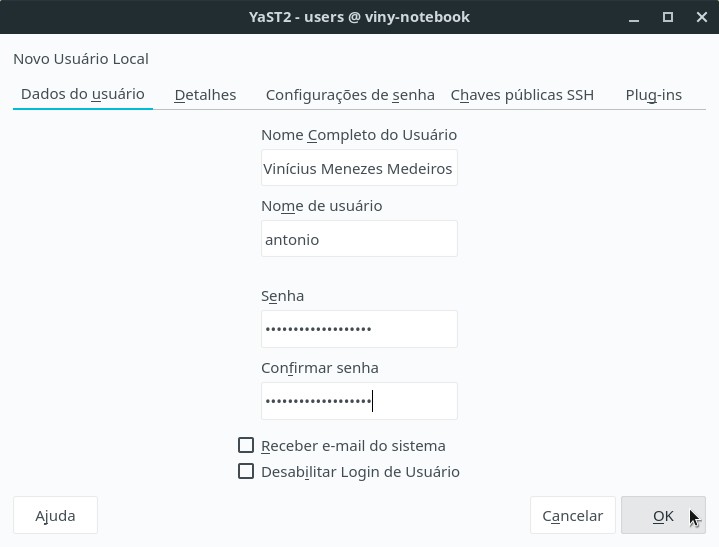 YaST2 - users @ viny-notebook
Novo Usuário Local
Dados do usuário Detalhes Configurações de senha Chaves públicas SSH Plug-ins
Nome Completo do Usuário
Vinícius Menezes Medeiros
Nome de usuário
antonio
Senha
•••••••••••••••••••
Confirmar senha
•••••••••••••••••••
Receber e-mail do sistema
Desabilitar Login de Usuário
Ajuda Cancelar OK